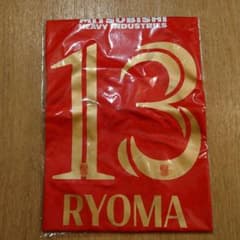 MITSUBISHI
HEAVY INDUSTRIES
13
RYOMA